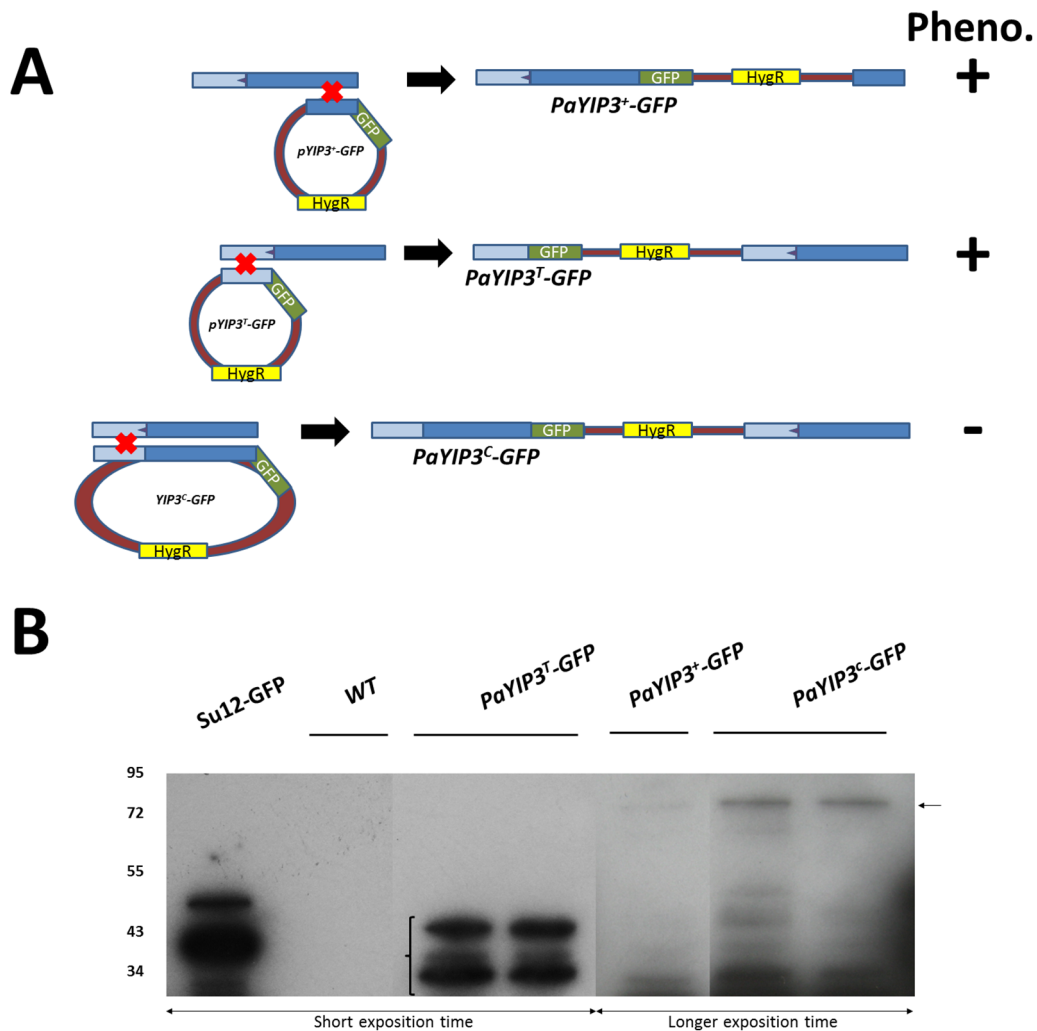 A
Pheno.
GFP
HygR
+
PaYIP3+-GFP
GFP
pYIP3+-GFP
HygR
GFP
HygR
+
PaYIP3T-GFP
GFP
pYIP3T-GFP
HygR
GFP
HygR
-
PaYIP3C-GFP
GFP
YIP3C-GFP
HygR
B
Su12-GFP
WT
PaYIP3T-GFP
PaYIP3+-GFP
PaYIP3c-GFP
95
72
55
43
34
Short exposition time
Longer exposition time